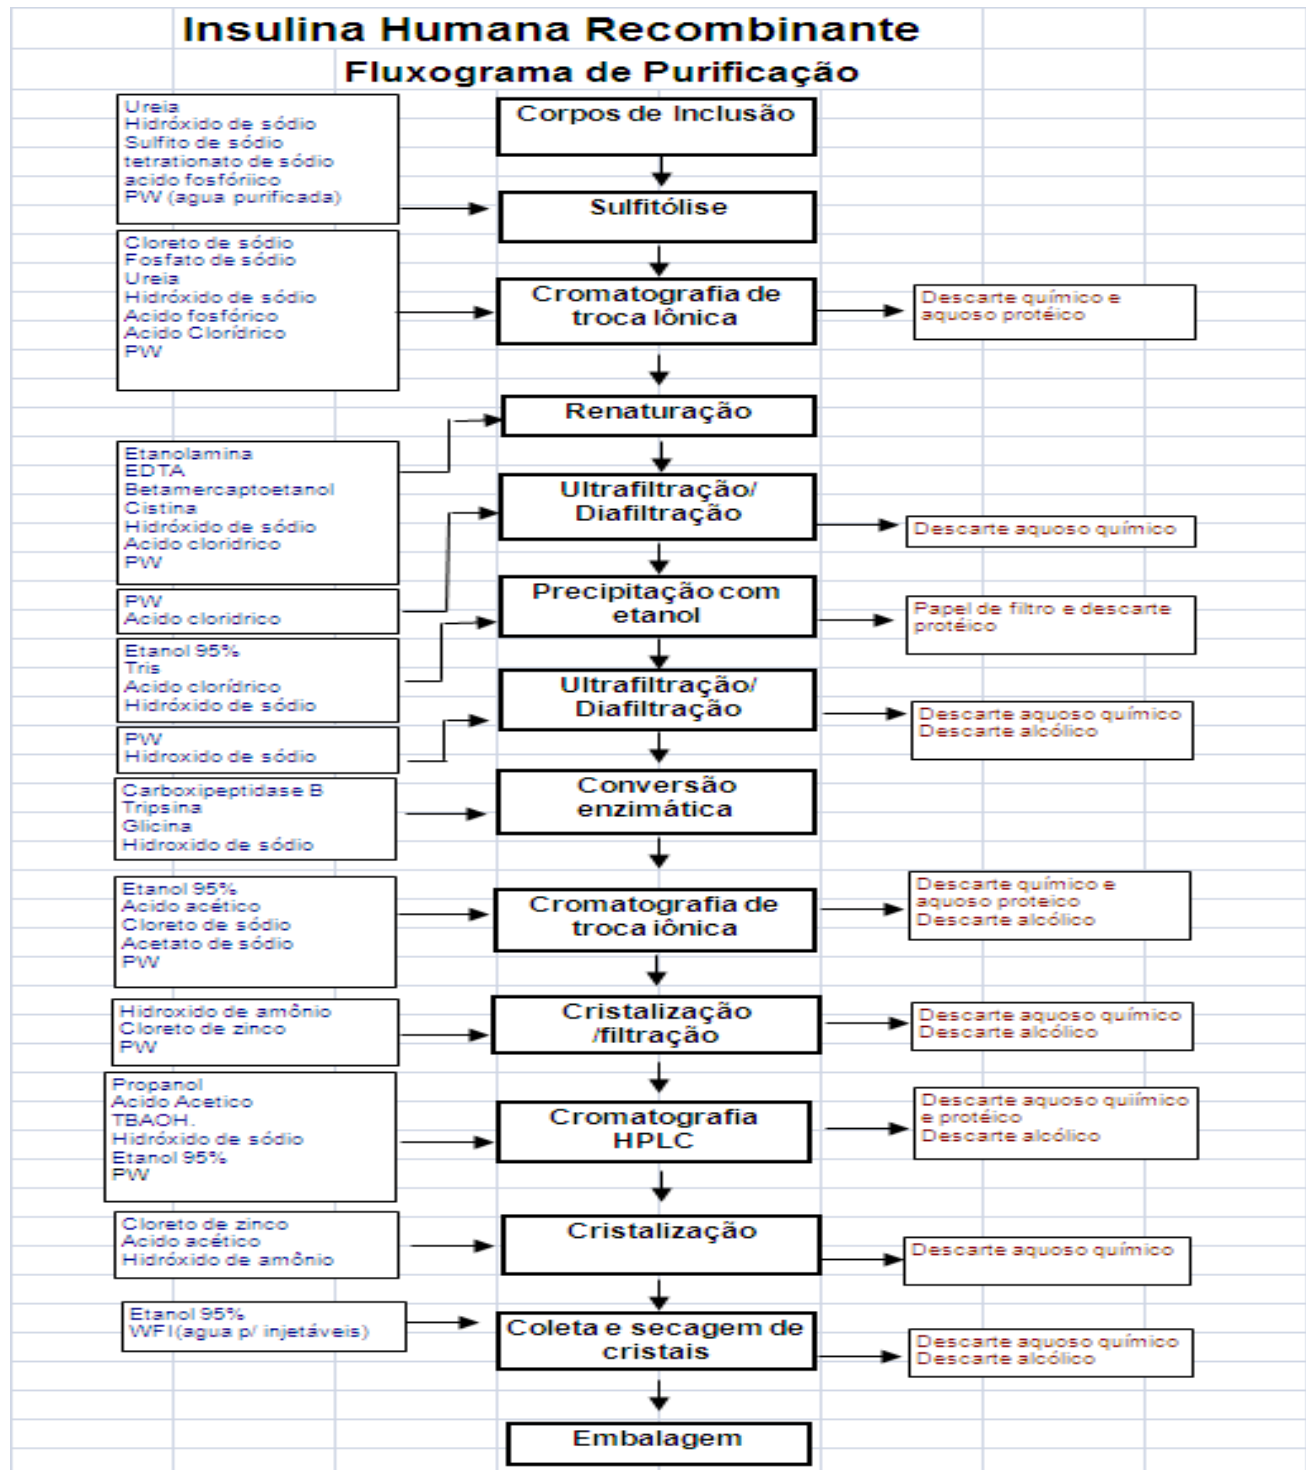 Insulina Humana Recombinante
Fluxograma de Purificação
Ureia
Hidróxido de sódio
Sulfito de sódio
tetrationato de sódio
acido fosfóriico
PW (agua purificada)
Corpos de Inclusão
Sulfitólise
Cloreto de sódio
Fosfato de sódio
Ureia
Hidróxido de sódio
Acido fosfórico
Acido Clorídrico
PW
Cromatografia de
troca Iônica
Descarte químico e
aquoso protéico
Renaturação
Etanolamina
EDTA
Betamercaptoetanol
Cistina
Hidróxido de sódio
Acido cloridrico
PW
Ultrafiltração/
Diafiltração
Descarte aquoso químico
PW
Acido cloridrico
Precipitação com
etanol
Papel de filtro e descarte
protéico
Etanol 95%
Tris
Acido clorídrico
Hidróxido de sódio
Ultrafiltração/
Diafiltração
Descarte aquoso químico
Descarte alcólico
PW
Hidroxido de sódio
Conversão
enzimática
Carboxipeptidase B
Tripsina
Glicina
Hidroxido de sódio
Etanol 95%
Acido acético
Cloreto de sódio
Acetato de sódio
PW
Cromatografia de
troca iônica
Descarte químico e
aquoso proteico
Descarte alcólico
Hidroxido de amônio
Cloreto de zinco
PW
Cristalização
/filtração
Descarte aquoso químico
Descarte alcólico
Propanol
Acido Acetico
TBAOH.
Hidróxido de sódio
Etanol 95%
PW
Cromatografia
HPLC
Descarte aquoso quiímico
e protéico
Descarte alcólico
Cloreto de zinco
Acido acético
Hidróxido de amônio
Cristalização
Descarte aquoso químico
Etanol 95%
WFI(agua p/ injetáveis)
Coleta e secagem de
cristais
Descarte aquoso químico
Descarte alcólico
Embalagem